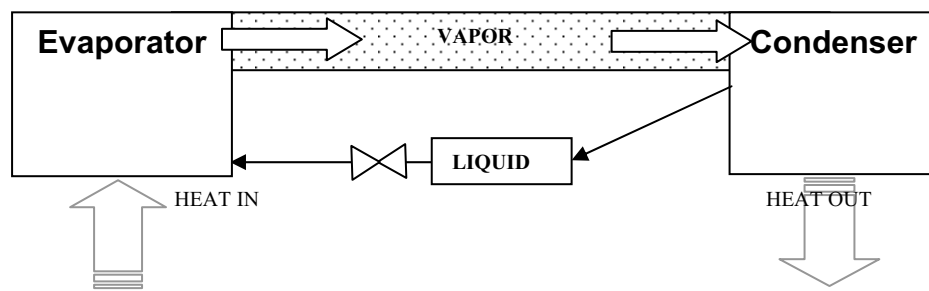 Evaporator
VAPOR
Condenser
LIQUID
HEAT IN
HEAT OUT